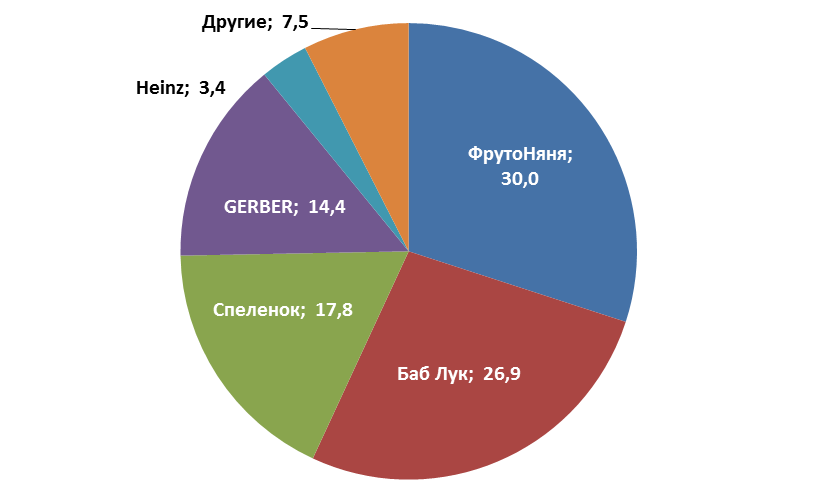 Другие; 7,5
Heinz; 3,4
ФрутоНяня;
30,0
GERBER; 14,4
Спеленок; 17,8
Баб Лук; 26,9